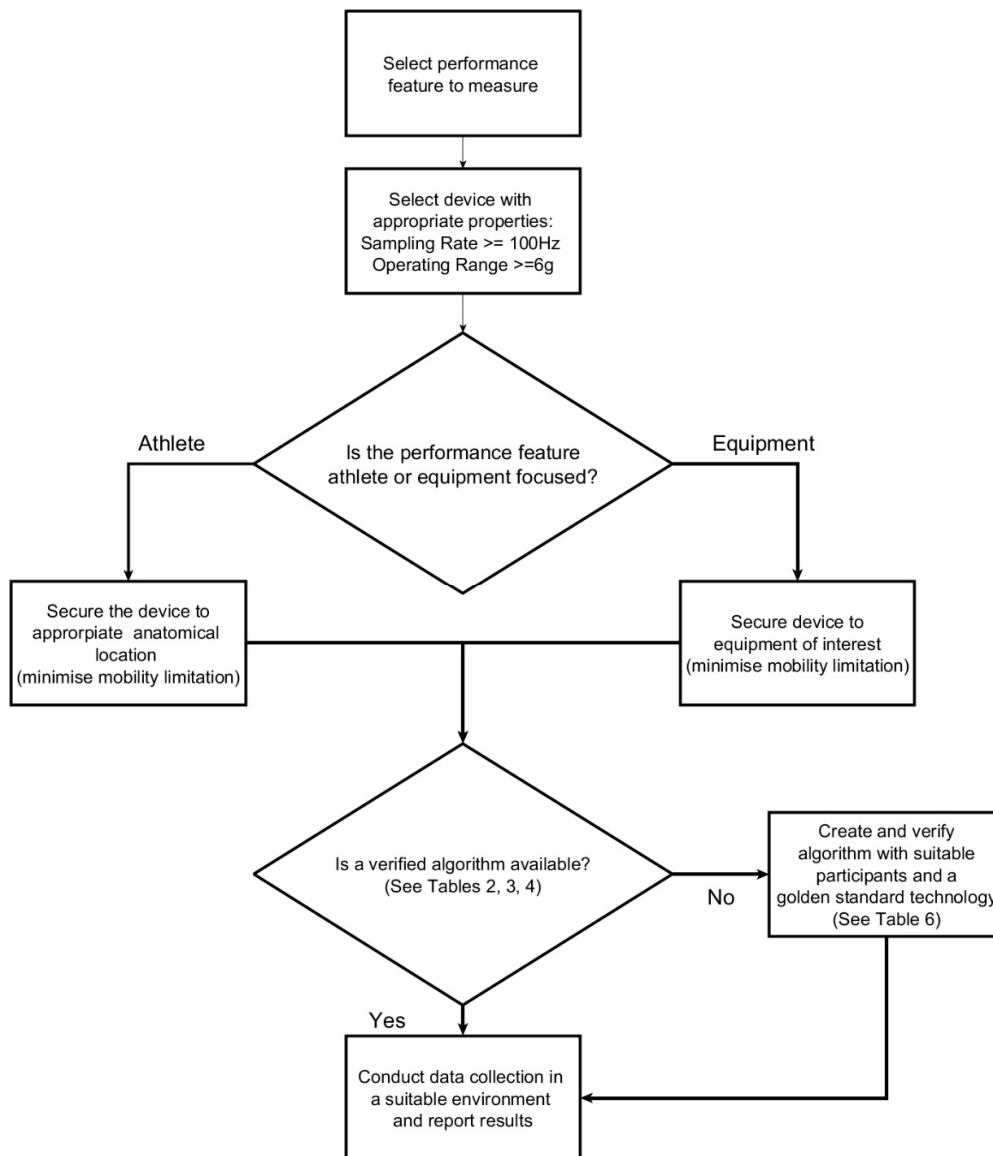 Select performance
feature to measure
Select device with
appropriate properties:
Sampling Rate >= 100Hz
Operating Range >=6g
Athlete
Equipment
Is the performance feature
athlete or equipment focused?
Secure the device to
approrpiate anatomical
location
(minimise mobility limitation)
Secure device to
equipment of interest
(minimise mobility limitation)
Is a verified algorithm available?
(See Tables 2, 3, 4)
No
Create and verify
algorithm with suitable
participants and a
golden standard technology
(See Table 6)
Yes
Conduct data collection in
a suitable environment
and report results